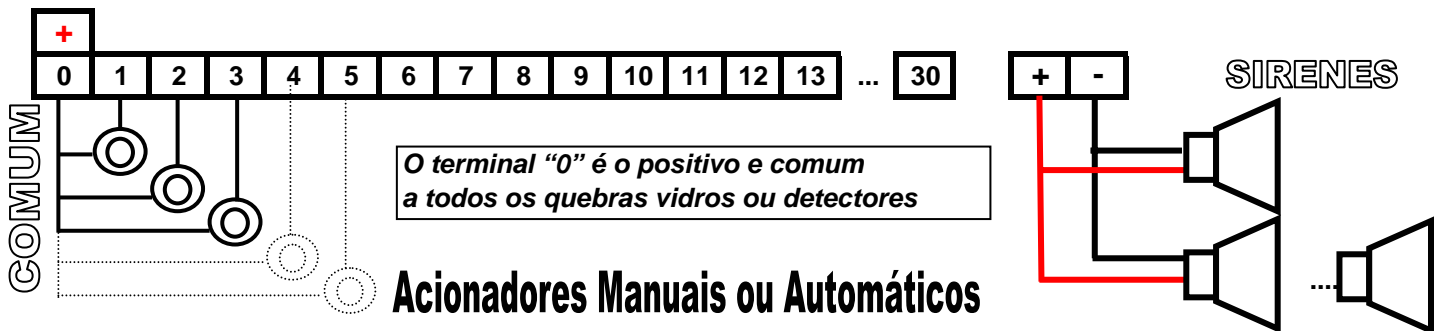 +
0 1 2 3 4 5 6 7 8 9 10 11 12 13 ... 30 + -
SIRENES
COMUM
O terminal “0” é o positivo e comum
a todos os quebras vidros ou detectores
Acionadores Manuais ou Automáticos
....